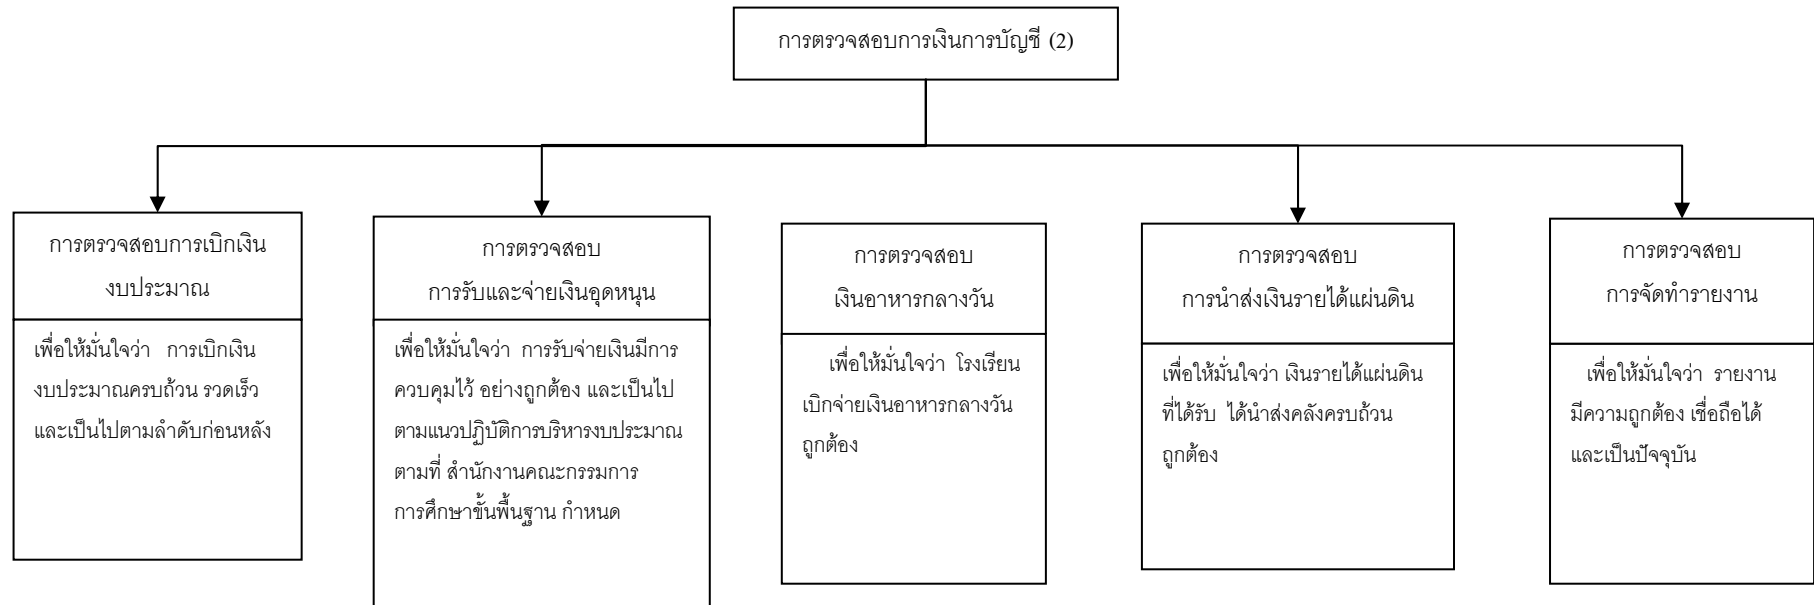 การตรวจสอบการเงินการบัญชี (2)
การตรวจสอบการเบิกเงิน
งบประมาณ
เพื่อให้มั่นใจว่า การเบิกเงิน
งบประมาณครบถ้วน รวดเร็ว
และเป็นไปตามลำดับก่อนหลัง
การตรวจสอบ
การรับและจ่ายเงินอุดหนุน
เพื่อให้มั่นใจว่า การรับจ่ายเงินมีการ
ควบคุมไว้ อย่างถูกต้อง และเป็นไป
ตามแนวปฏิบัติการบริหารงบประมาณ
ตามที่ สำนักงานคณะกรรมการ
การศึกษาขั้นพื้นฐาน กำหนด
การตรวจสอบ
เงินอาหารกลางวัน
เพื่อให้มั่นใจว่า โรงเรียน
เบิกจ่ายเงินอาหารกลางวัน
ถูกต้อง
การตรวจสอบ
การนำส่งเงินรายได้แผ่นดิน
เพื่อให้มั่นใจว่า เงินรายได้แผ่นดิน
ที่ได้รับ ได้นำส่งคลังครบถ้วน
ถูกต้อง
การตรวจสอบ
การจัดทำรายงาน
เพื่อให้มั่นใจว่า รายงาน
มีความถูกต้อง เชื่อถือได้
และเป็นปัจจุบัน